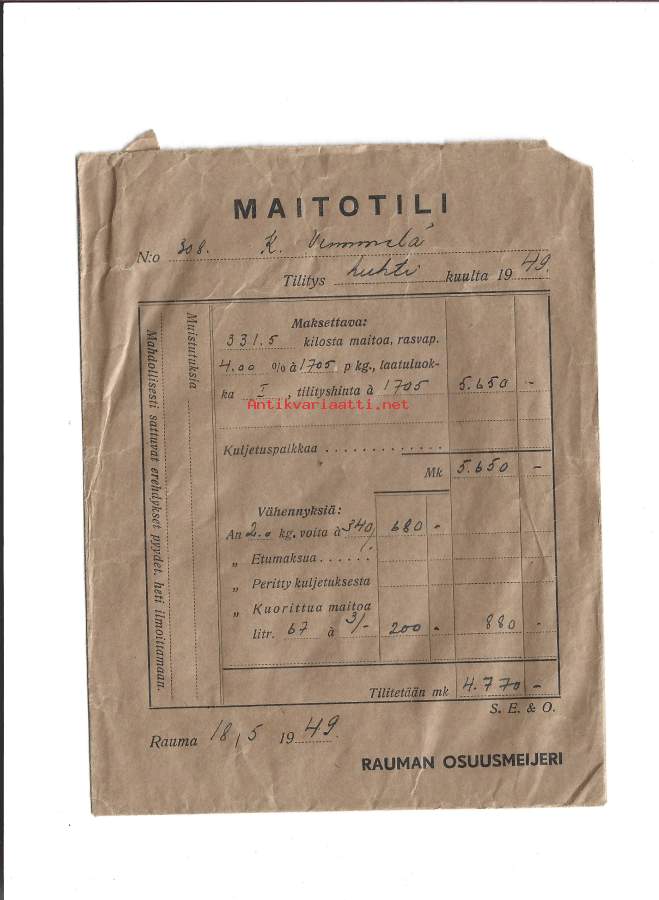 MAITOTILI
N:o 308. K. Vimmelä
Tilitys huhti kuulta 1949.
Muistutuksia
Mahdollisesti sattuvat erehdykset pyydet. heti ilmoittamaan.
Maksettava:
331.5 kilosta maitoa, rasvap.
4.00 % à 1705 p kg., laatuluok-
ka I , tilityshinta à 1705 5.650 -
Antikvariaatti.net
Kuljetuspalkkaa
Mk 5.650 -
Vähennyksiä:
An 2.0 kg. voita à 340/ 680 -
„ Etumaksua
„ Peritty kuljetuksesta
„ Kuorittua maitoa
litr. 67 à 3/- 200 - 880 -
Tilitetään mk 4.770 -
S. E. & O.
Rauma 18/5 1949.
RAUMAN OSUUSMEIJERI